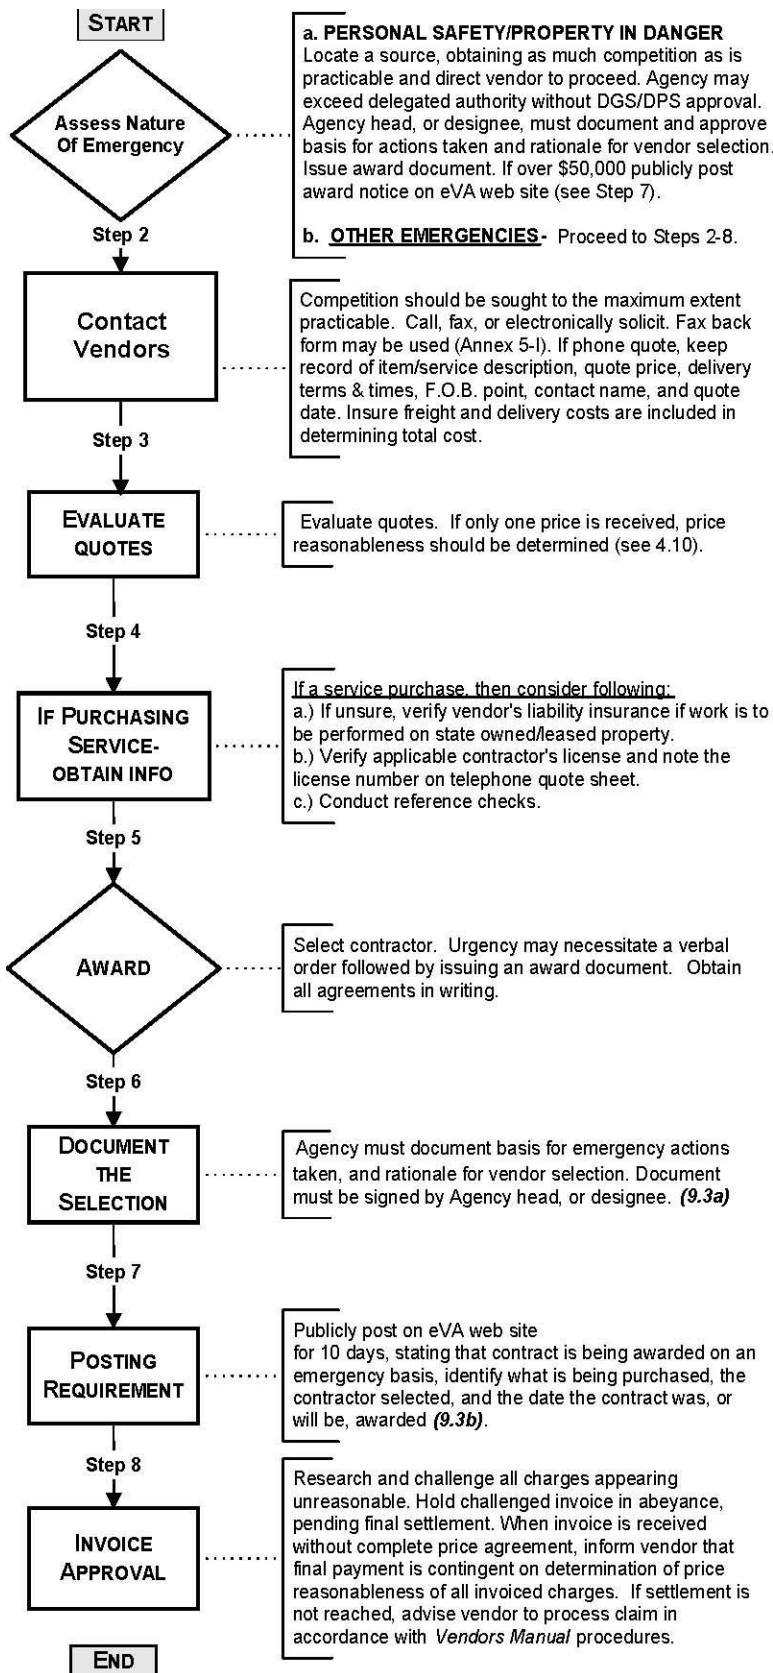 START
Assess Nature
Of Emergency
a. PERSONAL SAFETY/PROPERTY IN DANGER
Locate a source, obtaining as much competition as is
practicable and direct vendor to proceed. Agency may
exceed delegated authority without DGS/DPS approval.
Agency head, or designee, must document and approve
basis for actions taken and rationale for vendor selection.
Issue award document. If over $50,000 publicly post
award notice on eVA web site (see Step 7).
b. OTHER EMERGENCIES- Proceed to Steps 2-8.
Step 2
Contact
Vendors
Competition should be sought to the maximum extent
practicable. Call, fax, or electronically solicit. Fax back
form may be used (Annex 5-I). If phone quote, keep
record of item/service description, quote price, delivery
terms & times, F.O.B. point, contact name, and quote
date. Insure freight and delivery costs are included in
determining total cost.
Step 3
EVALUATE
QUOTES
Evaluate quotes. If only one price is received, price
reasonableness should be determined (see 4.10).
Step 4
IF PURCHASING
SERVICE-
OBTAIN INFO
If a service purchase, then consider following:
a.) If unsure, verify vendor's liability insurance if work is to
be performed on state owned/leased property.
b.) Verify applicable contractor's license and note the
license number on telephone quote sheet.
c.) Conduct reference checks.
Step 5
AWARD
Select contractor. Urgency may necessitate a verbal
order followed by issuing an award document. Obtain
all agreements in writing.
Step 6
DOCUMENT
THE
SELECTION
Agency must document basis for emergency actions
taken, and rationale for vendor selection. Document
must be signed by Agency head, or designee. (9.3a)
Step 7
POSTING
REQUIREMENT
Publicly post on eVA web site
for 10 days, stating that contract is being awarded on an
emergency basis, identify what is being purchased, the
contractor selected, and the date the contract was, or
will be, awarded (9.3b).
Step 8
INVOICE
APPROVAL
Research and challenge all charges appearing
unreasonable. Hold challenged invoice in abeyance,
pending final settlement. When invoice is received
without complete price agreement, inform vendor that
final payment is contingent on determination of price
reasonableness of all invoiced charges. If settlement is
not reached, advise vendor to process claim in
accordance with Vendors Manual procedures.
END